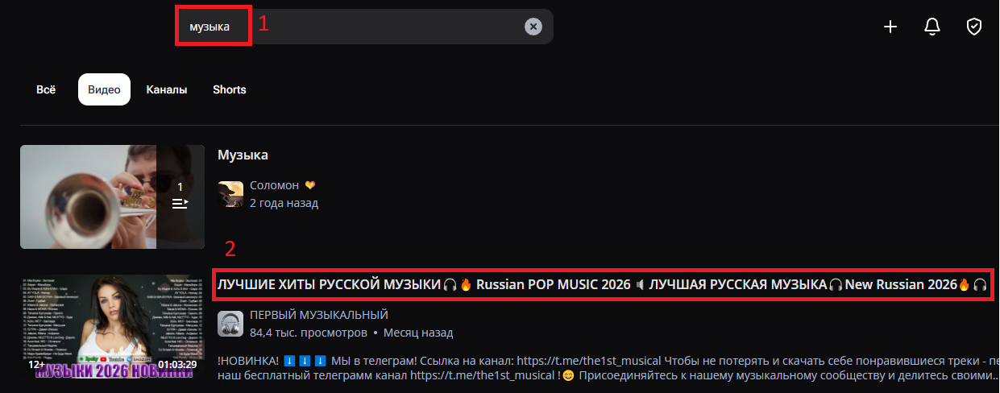 музыка 1
Всё Видео Каналы Shorts
Музыка
1
Соломон 💛
2 года назад
2
ЛУЧШИЕ ХИТЫ РУССКОЙ МУЗЫКИ🎧🔥 Russian POP MUSIC 2026 🔈 ЛУЧШАЯ РУССКАЯ МУЗЫКА🎧New Russian 2026🔥🎧
ПЕРВЫЙ МУЗЫКАЛЬНЫЙ
84,4 тыс. просмотров • Месяц назад
12+ 01:03:29
МУЗЫКИ 2026 НОВИНКИ
!НОВИНКА! ⬇️⬇️⬇️ МЫ в телеграм! Ссылка на канал: https://t.me/the1st_musical Чтобы не потерять и скачать себе понравившиеся треки - пе
наш бесплатный телеграмм канал https://t.me/the1st_musical !😊 Присоединяйтесь к нашему музыкальному сообществу и делитесь своими...